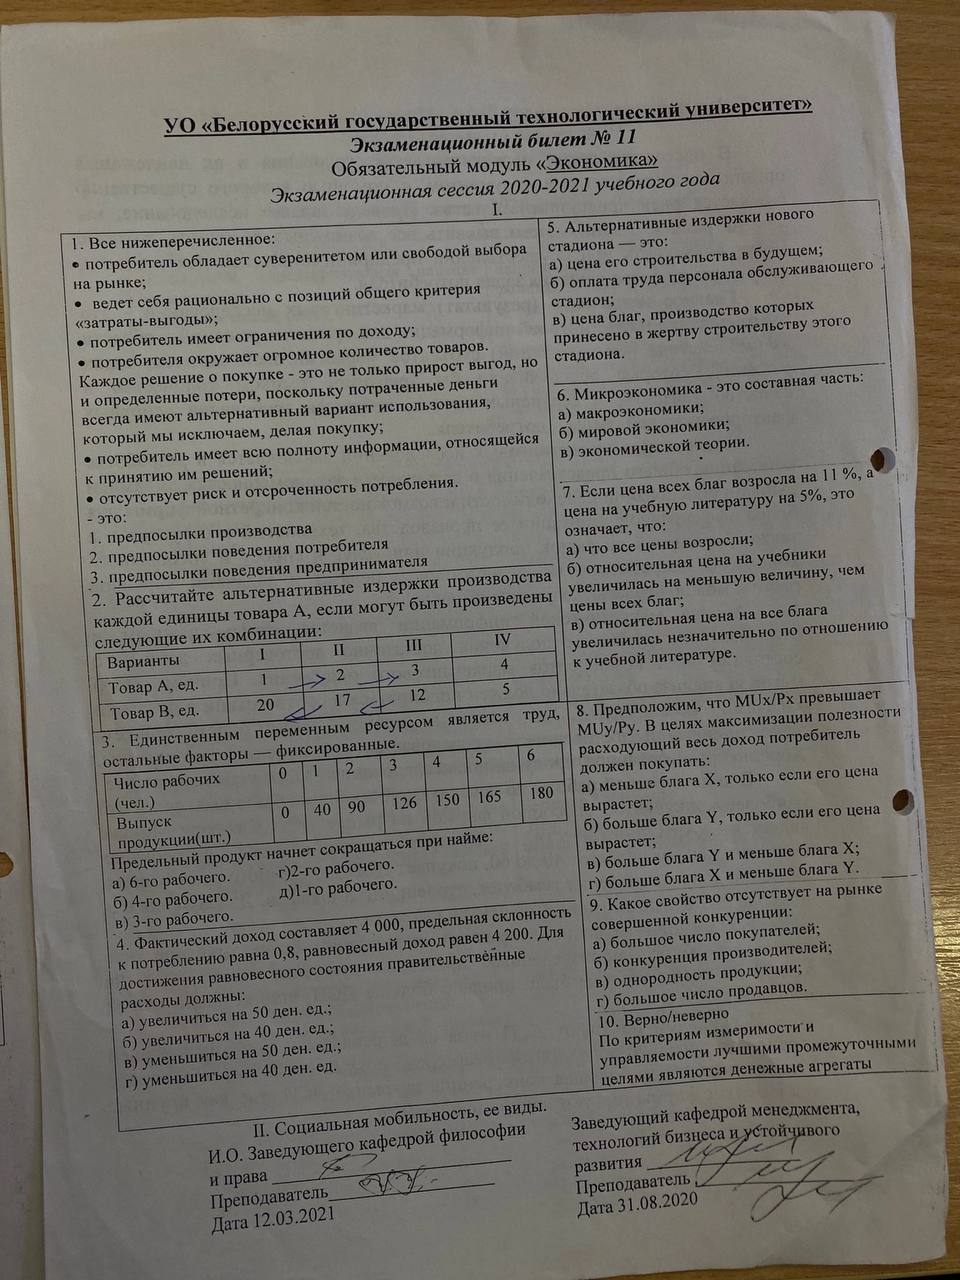 УО «Белорусский государственный технологический университет»
Экзаменационный билет № 11
Обязательный модуль «Экономика»
Экзаменационная сессия 2020-2021 учебного года
I.
1. Все нижеперечисленное:
• потребитель обладает суверенитетом или свободой выбора
на рынке;
• ведет себя рационально с позиций общего критерия
«затраты-выгоды»;
• потребитель имеет ограничения по доходу;
• потребителя окружает огромное количество товаров.
Каждое решение о покупке - это не только прирост выгод, но
и определенные потери, поскольку потраченные деньги
всегда имеют альтернативный вариант использования,
который мы исключаем, делая покупку;
• потребитель имеет всю полноту информации, относящейся
к принятию им решений;
• отсутствует риск и отсроченность потребления.
- это:
1. предпосылки производства
2. предпосылки поведения потребителя
3. предпосылки поведения предпринимателя
2. Рассчитайте альтернативные издержки производства
каждой единицы товара А, если могут быть произведены
следующие их комбинации:
Варианты I II III IV
Товар А, ед. 1 2 3 4
Товар В, ед. 20 17 12 5
3. Единственным переменным ресурсом является труд,
остальные факторы — фиксированные.
Число рабочих 0 1 2 3 4 5 6
(чел.)
Выпуск 0 40 90 126 150 165 180
продукции(шт.)
Предельный продукт начнет сокращаться при найме:
а) 6-го рабочего. г)2-го рабочего.
б) 4-го рабочего. д)1-го рабочего.
в) 3-го рабочего.
4. Фактический доход составляет 4 000, предельная склонность
к потреблению равна 0,8, равновесный доход равен 4 200. Для
достижения равновесного состояния правительственные
расходы должны:
а) увеличиться на 50 ден. ед.;
б) увеличиться на 40 ден. ед.;
в) уменьшиться на 50 ден. ед.;
г) уменьшиться на 40 ден. ед.
5. Альтернативные издержки нового
стадиона — это:
а) цена его строительства в будущем;
б) оплата труда персонала обслуживающего
стадион;
в) цена благ, производство которых
принесено в жертву строительству этого
стадиона.
6. Микроэкономика - это составная часть:
а) макроэкономики;
б) мировой экономики;
в) экономической теории.
7. Если цена всех благ возросла на 11 %, а
цена на учебную литературу на 5%, это
означает, что:
а) что все цены возросли;
б) относительная цена на учебники
увеличилась на меньшую величину, чем
цены всех благ;
в) относительная цена на все блага
увеличилась незначительно по отношению
к учебной литературе.
8. Предположим, что MUx/Px превышает
MUy/Py. В целях максимизации полезности
расходующий весь доход потребитель
должен покупать:
а) меньше блага X, только если его цена
вырастет;
б) больше блага Y, только если его цена
вырастет;
в) больше блага Y и меньше блага X;
г) больше блага X и меньше блага Y.
9. Какое свойство отсутствует на рынке
совершенной конкуренции:
а) большое число покупателей;
б) конкуренция производителей;
в) однородность продукции;
г) большое число продавцов.
10. Верно/неверно
По критериям измеримости и
управляемости лучшими промежуточными
целями являются денежные агрегаты
II. Социальная мобильность, ее виды.
И.О. Заведующего кафедрой философии
и права
Преподаватель
Дата 12.03.2021
Заведующий кафедрой менеджмента,
технологий бизнеса и устойчивого
развития
Преподаватель
Дата 31.08.2020